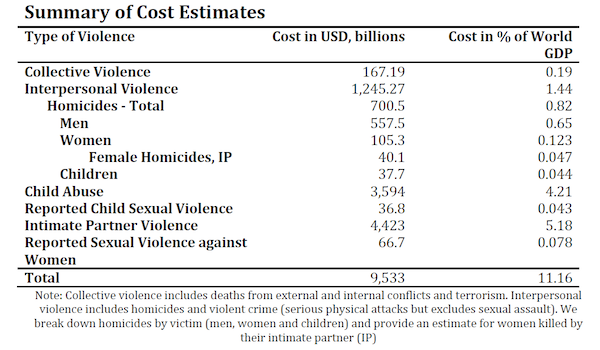 Summary of Cost Estimates
Type of Violence Cost in USD, billions Cost in % of World
GDP
Collective Violence 167.19 0.19
Interpersonal Violence 1,245.27 1.44
Homicides - Total 700.5 0.82
Men 557.5 0.65
Women 105.3 0.123
Female Homicides, IP 40.1 0.047
Children 37.7 0.044
Child Abuse 3,594 4.21
Reported Child Sexual Violence 36.8 0.043
Intimate Partner Violence 4,423 5.18
Reported Sexual Violence against 66.7 0.078
Women
Total 9,533 11.16
Note: Collective violence includes deaths from external and internal conflicts and terrorism. Interpersonal
violence includes homicides and violent crime (serious physical attacks but excludes sexual assault). We
break down homicides by victim (men, women and children) and provide an estimate for women killed by
their intimate partner (IP)